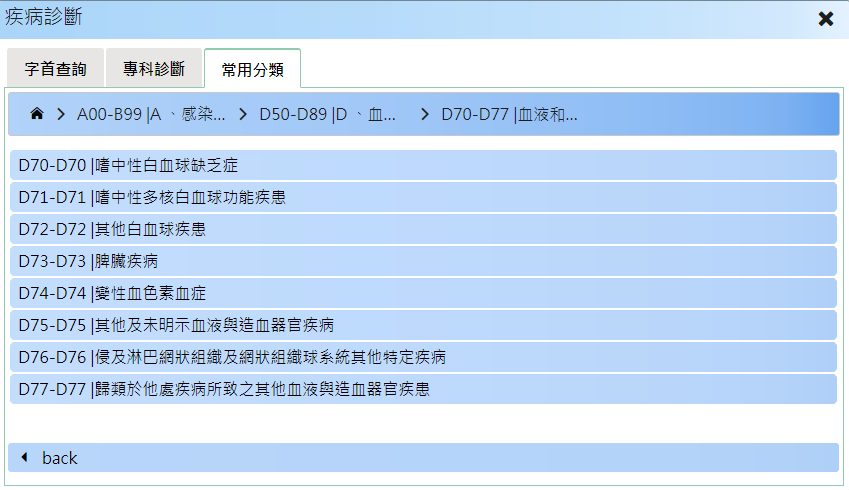 疾病診斷
字首查詢 專科診斷 常用分類
A00-B99 |A 、感染... D50-D89 |D 、血... D70-D77 |血液和...
D70-D70 |嗜中性白血球缺乏症
D71-D71 |嗜中性多核白血球功能疾患
D72-D72 |其他白血球疾患
D73-D73 |脾臟疾病
D74-D74 |變性血色素血症
D75-D75 |其他及未明示血液與造血器官疾病
D76-D76 |侵及淋巴網狀組織及網狀組織球系統其他特定疾病
D77-D77 |歸類於他處疾病所致之其他血液與造血器官疾患
back